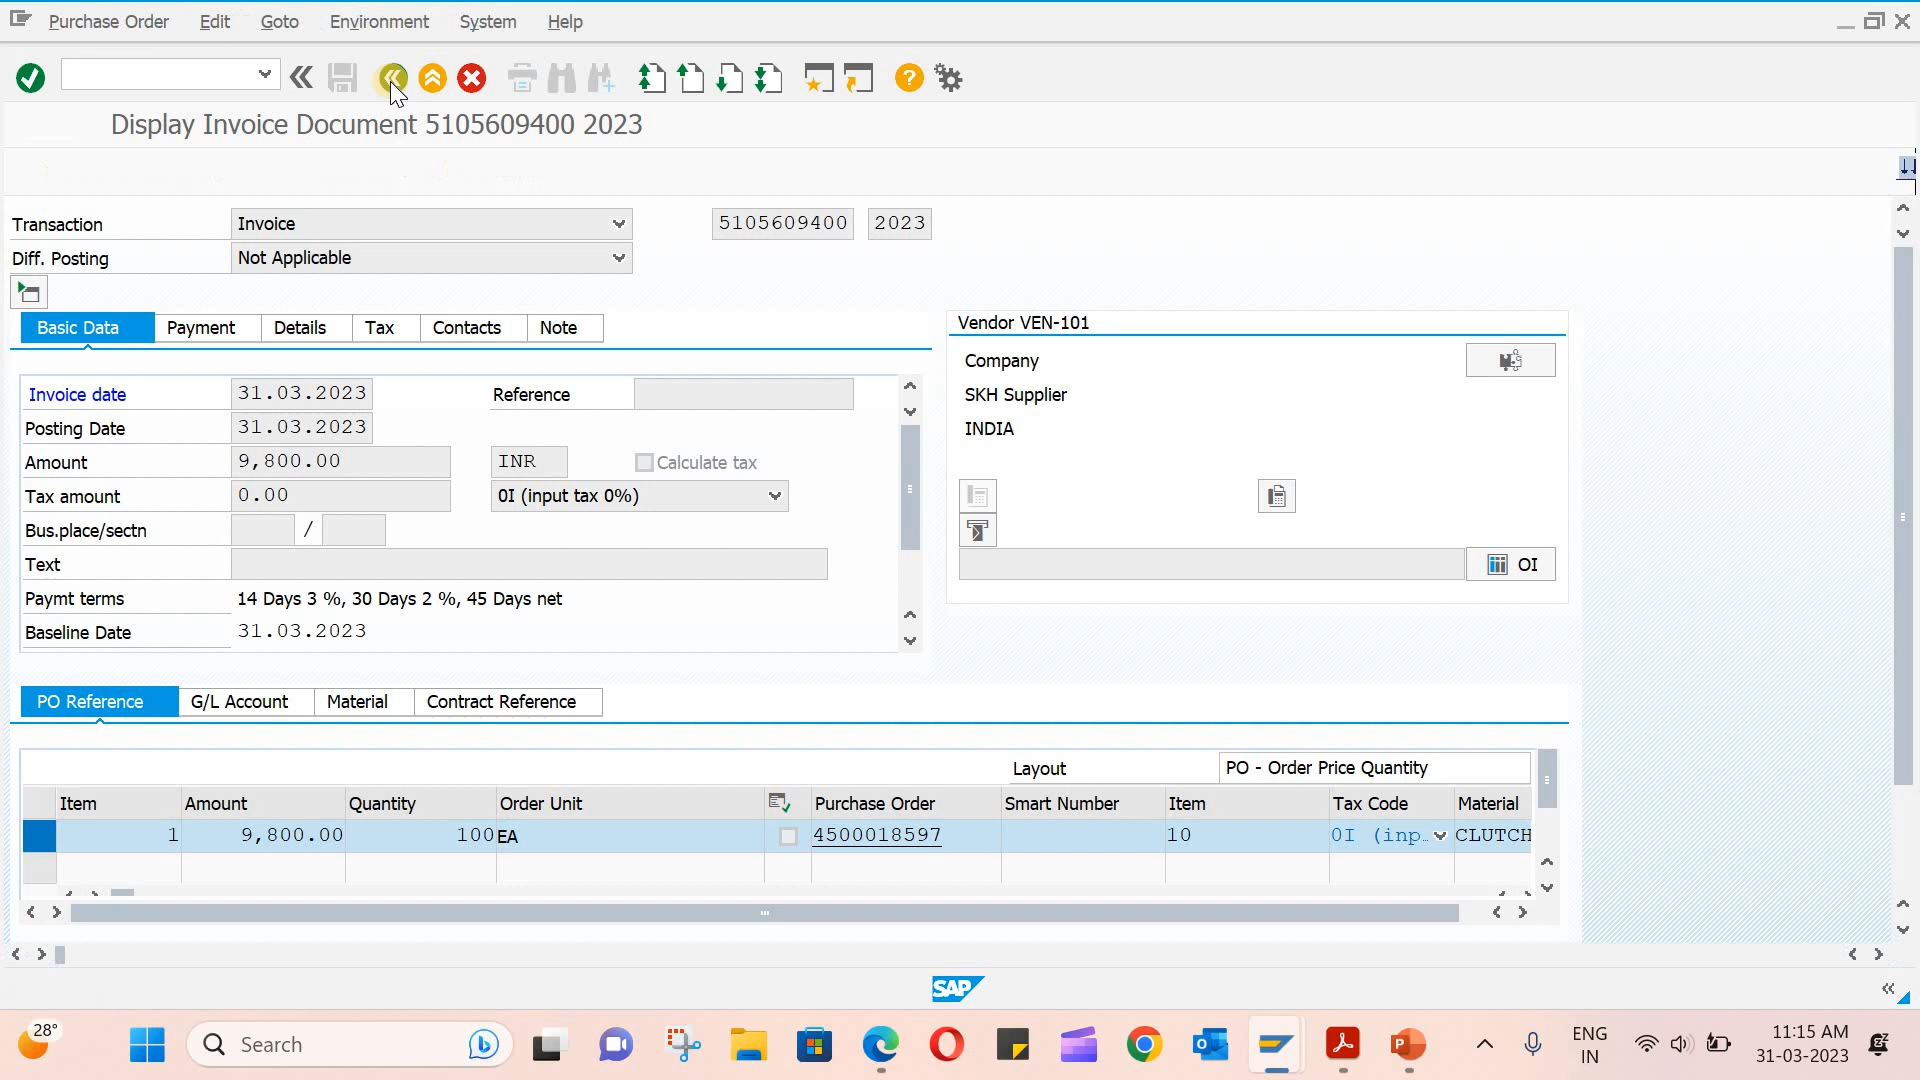 Purchase Order Edit Goto Environment System Help
Display Invoice Document 5105609400 2023
Transaction Invoice 5105609400 2023
Diff. Posting Not Applicable
Basic Data Payment Details Tax Contacts Note
Vendor VEN-101
Company
SKH Supplier
INDIA
OI
Invoice date 31.03.2023 Reference
Posting Date 31.03.2023
Amount 9,800.00 INR Calculate tax
Tax amount 0.00 0I (input tax 0%)
Bus.place/sectn /
Text
Paymt terms 14 Days 3 %, 30 Days 2 %, 45 Days net
Baseline Date 31.03.2023
PO Reference G/L Account Material Contract Reference
Layout PO - Order Price Quantity
Item Amount Quantity Order Unit Purchase Order Smart Number Item Tax Code Material
1 9,800.00 100 EA 4500018597 10 0I (inp… CLUTCH
SAP
28°
Search
ENG
IN
11:15 AM
31-03-2023